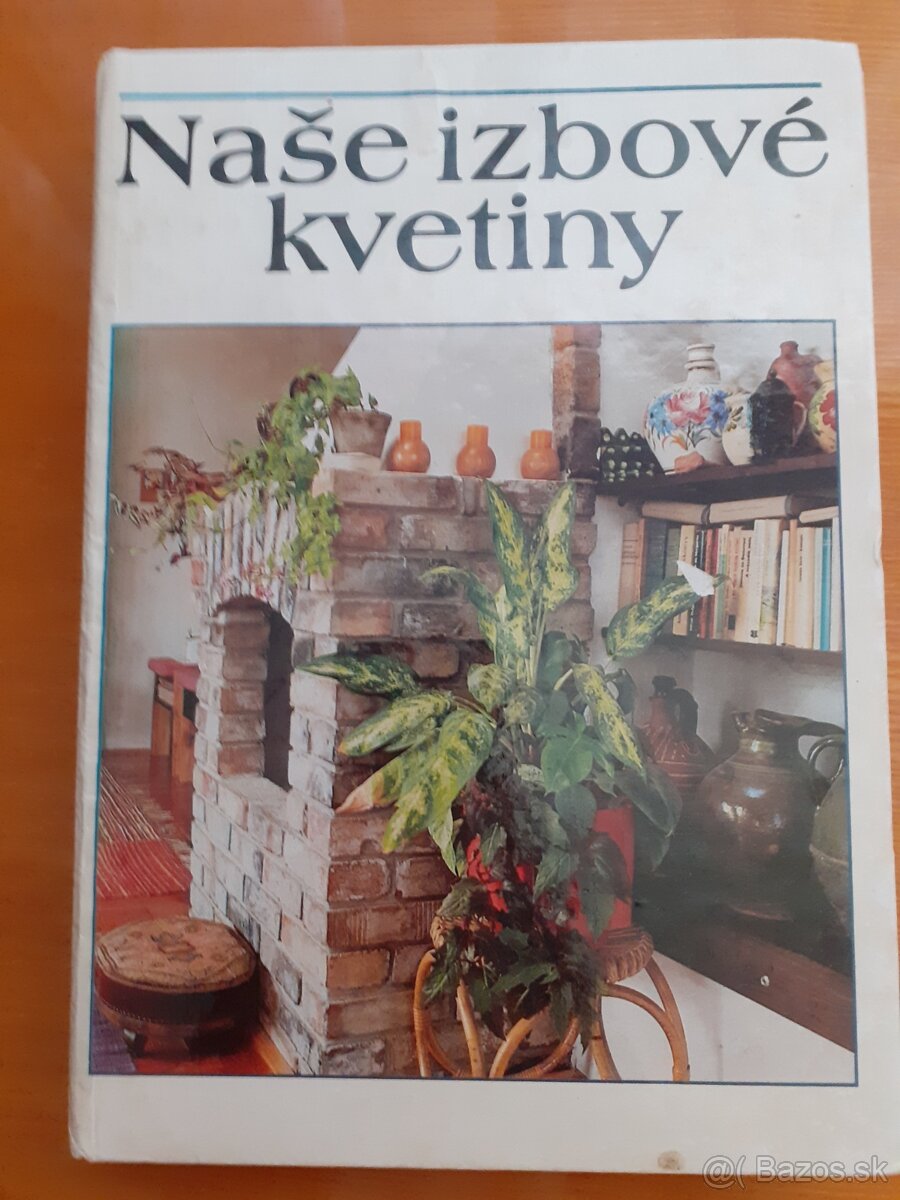 Naše izbové
kvetiny
@( Bazos.sk